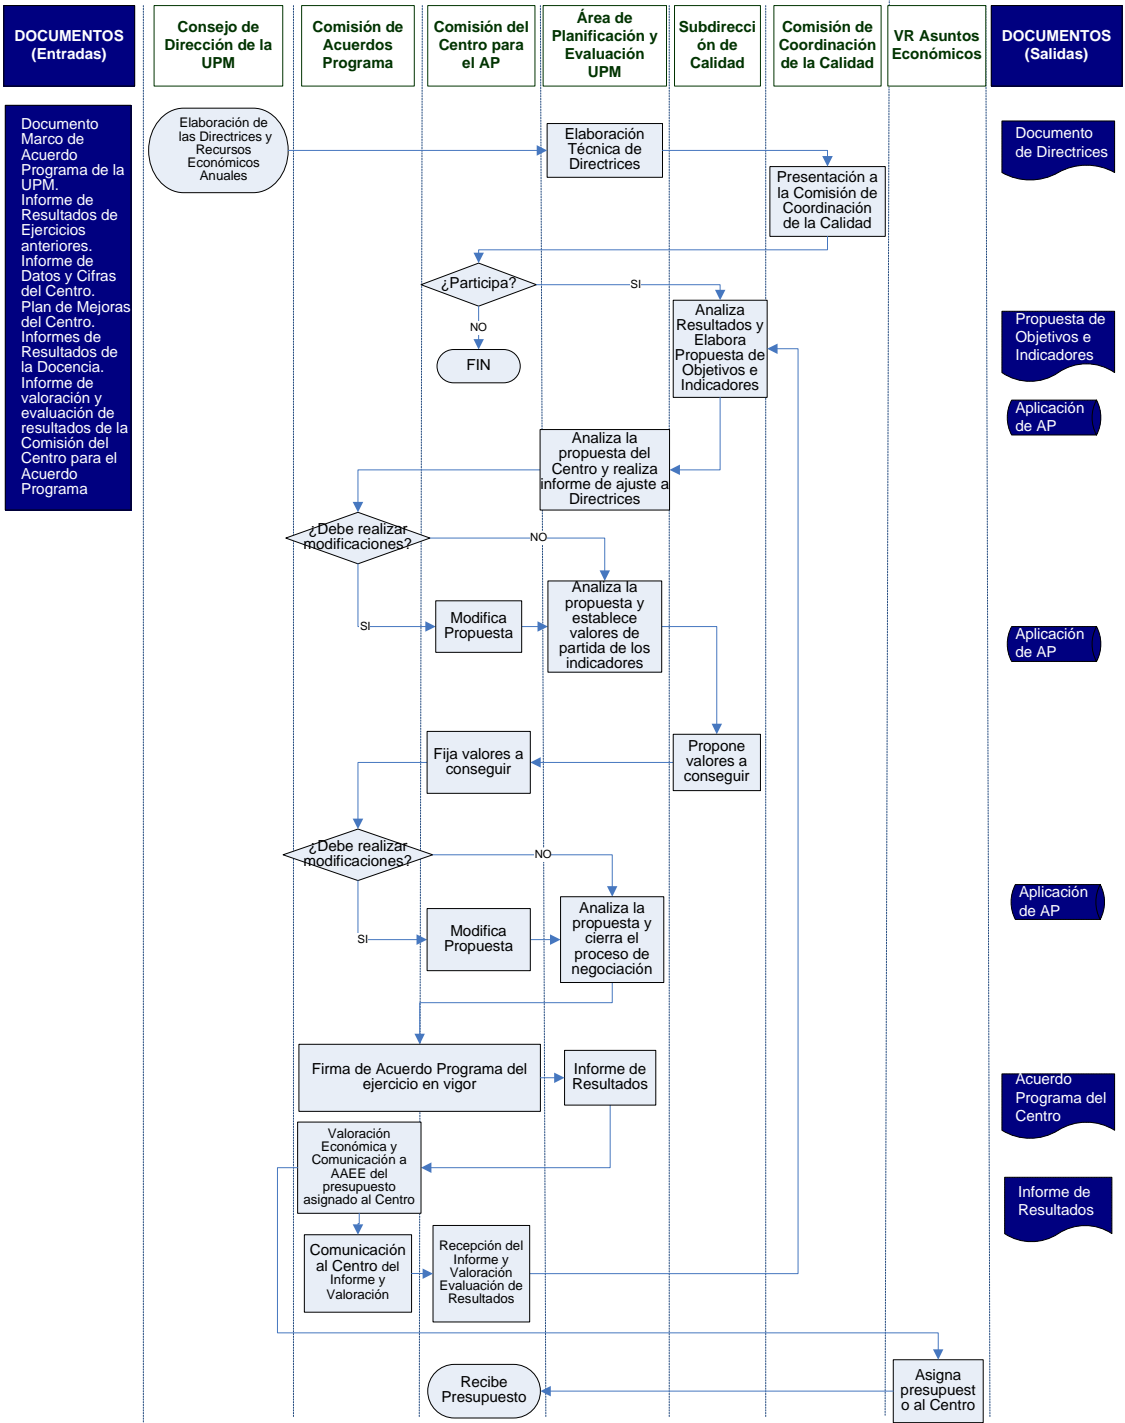 DOCUMENTOS
(Entradas)
Consejo de
Dirección de la
UPM
Comisión de
Acuerdos
Programa
Comisión del
Centro para
el AP
Área de
Planificación y
Evaluación
UPM
Subdirecci
ón de
Calidad
Comisión de
Coordinación
de la Calidad
VR Asuntos
Económicos
DOCUMENTOS
(Salidas)
Documento
Marco de
Acuerdo
Programa de la
UPM.
Informe de
Resultados de
Ejercicios
anteriores.
Informe de
Datos y Cifras
del Centro.
Plan de Mejoras
del Centro.
Informes de
Resultados de
la Docencia.
Informe de
valoración y
evaluación de
resultados de la
Comisión del
Centro para el
Acuerdo
Programa
Elaboración de
las Directrices y
Recursos
Económicos
Anuales
Elaboración
Técnica de
Directrices
Presentación a
la Comisión de
Coordinación
de la Calidad
Documento
de Directrices
¿Participa?
SI
NO
FIN
Analiza
Resultados y
Elabora
Propuesta de
Objetivos e
Indicadores
Propuesta de
Objetivos e
Indicadores
Aplicación
de AP
Analiza la
propuesta del
Centro y realiza
informe de ajuste a
Directrices
¿Debe realizar
modificaciones?
NO
SI
Modifica
Propuesta
Analiza la
propuesta y
establece
valores de
partida de los
indicadores
Aplicación
de AP
Fija valores a
conseguir
Propone
valores a
conseguir
¿Debe realizar
modificaciones?
NO
SI
Modifica
Propuesta
Analiza la
propuesta y
cierra el
proceso de
negociación
Aplicación
de AP
Firma de Acuerdo Programa del
ejercicio en vigor
Informe de
Resultados
Acuerdo
Programa del
Centro
Valoración
Económica y
Comunicación a
AAEE del
presupuesto
asignado al Centro
Informe de
Resultados
Comunicación
al Centro del
Informe y
Valoración
Recepción del
Informe y
Valoración
Evaluación de
Resultados
Recibe
Presupuesto
Asigna
presupuest
o al Centro